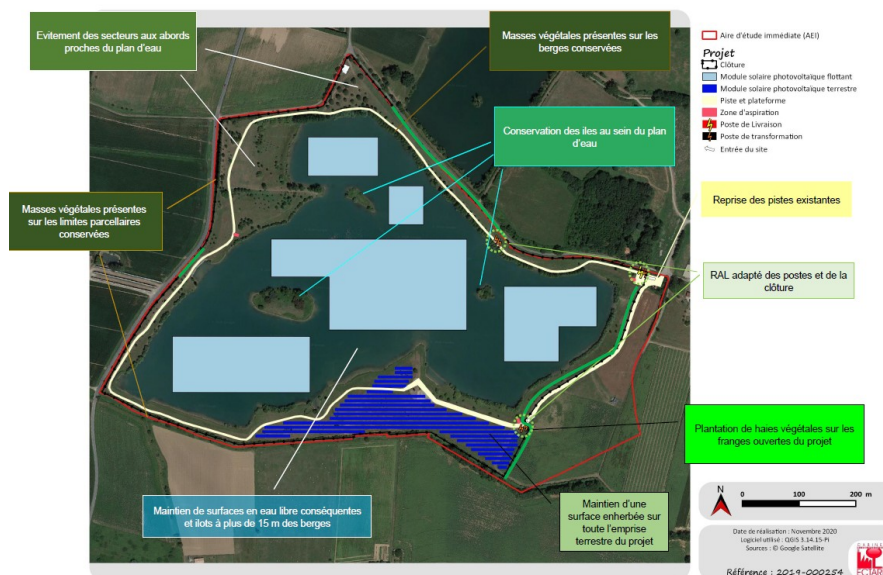 Evitement des secteurs aux abords
proches du plan d'eau
Masses végétales présentes sur les
berges conservées
Conservation des iles au sein du plan
d'eau
Masses végétales présentes
sur les limites parcellaires
conservées
Aire d'étude immédiate (AEI)
Projet
Clôture
Module solaire photovoltaïque flottant
Module solaire photovoltaïque terrestre
Piste et plateforme
Zone d'aspiration
Poste de Livraison
Poste de transformation
Entrée du site
Reprise des pistes existantes
RAL adapté des postes et de la
clôture
Plantation de haies végétales sur les
franges ouvertes du projet
Maintien de surfaces en eau libre conséquentes
et ilots à plus de 15 m des berges
Maintien d'une
surface enherbée sur
toute l'emprise
terrestre du projet
N
0 100 200 m
Date de réalisation : Novembre 2020
Logiciel utilisé : QGIS 3.14.15-Pi
Sources : © Google Satellite
Référence : 2019-000254